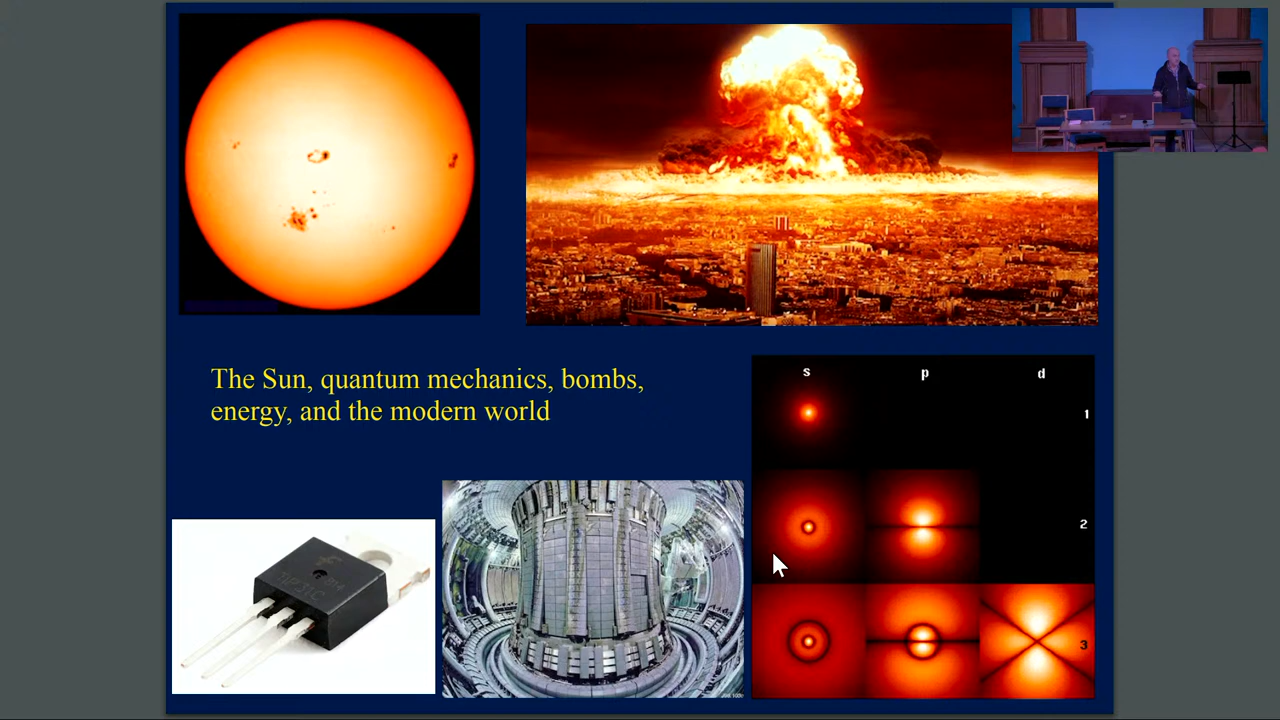 The Sun, quantum mechanics, bombs,
energy, and the modern world
s p d
1
2
3